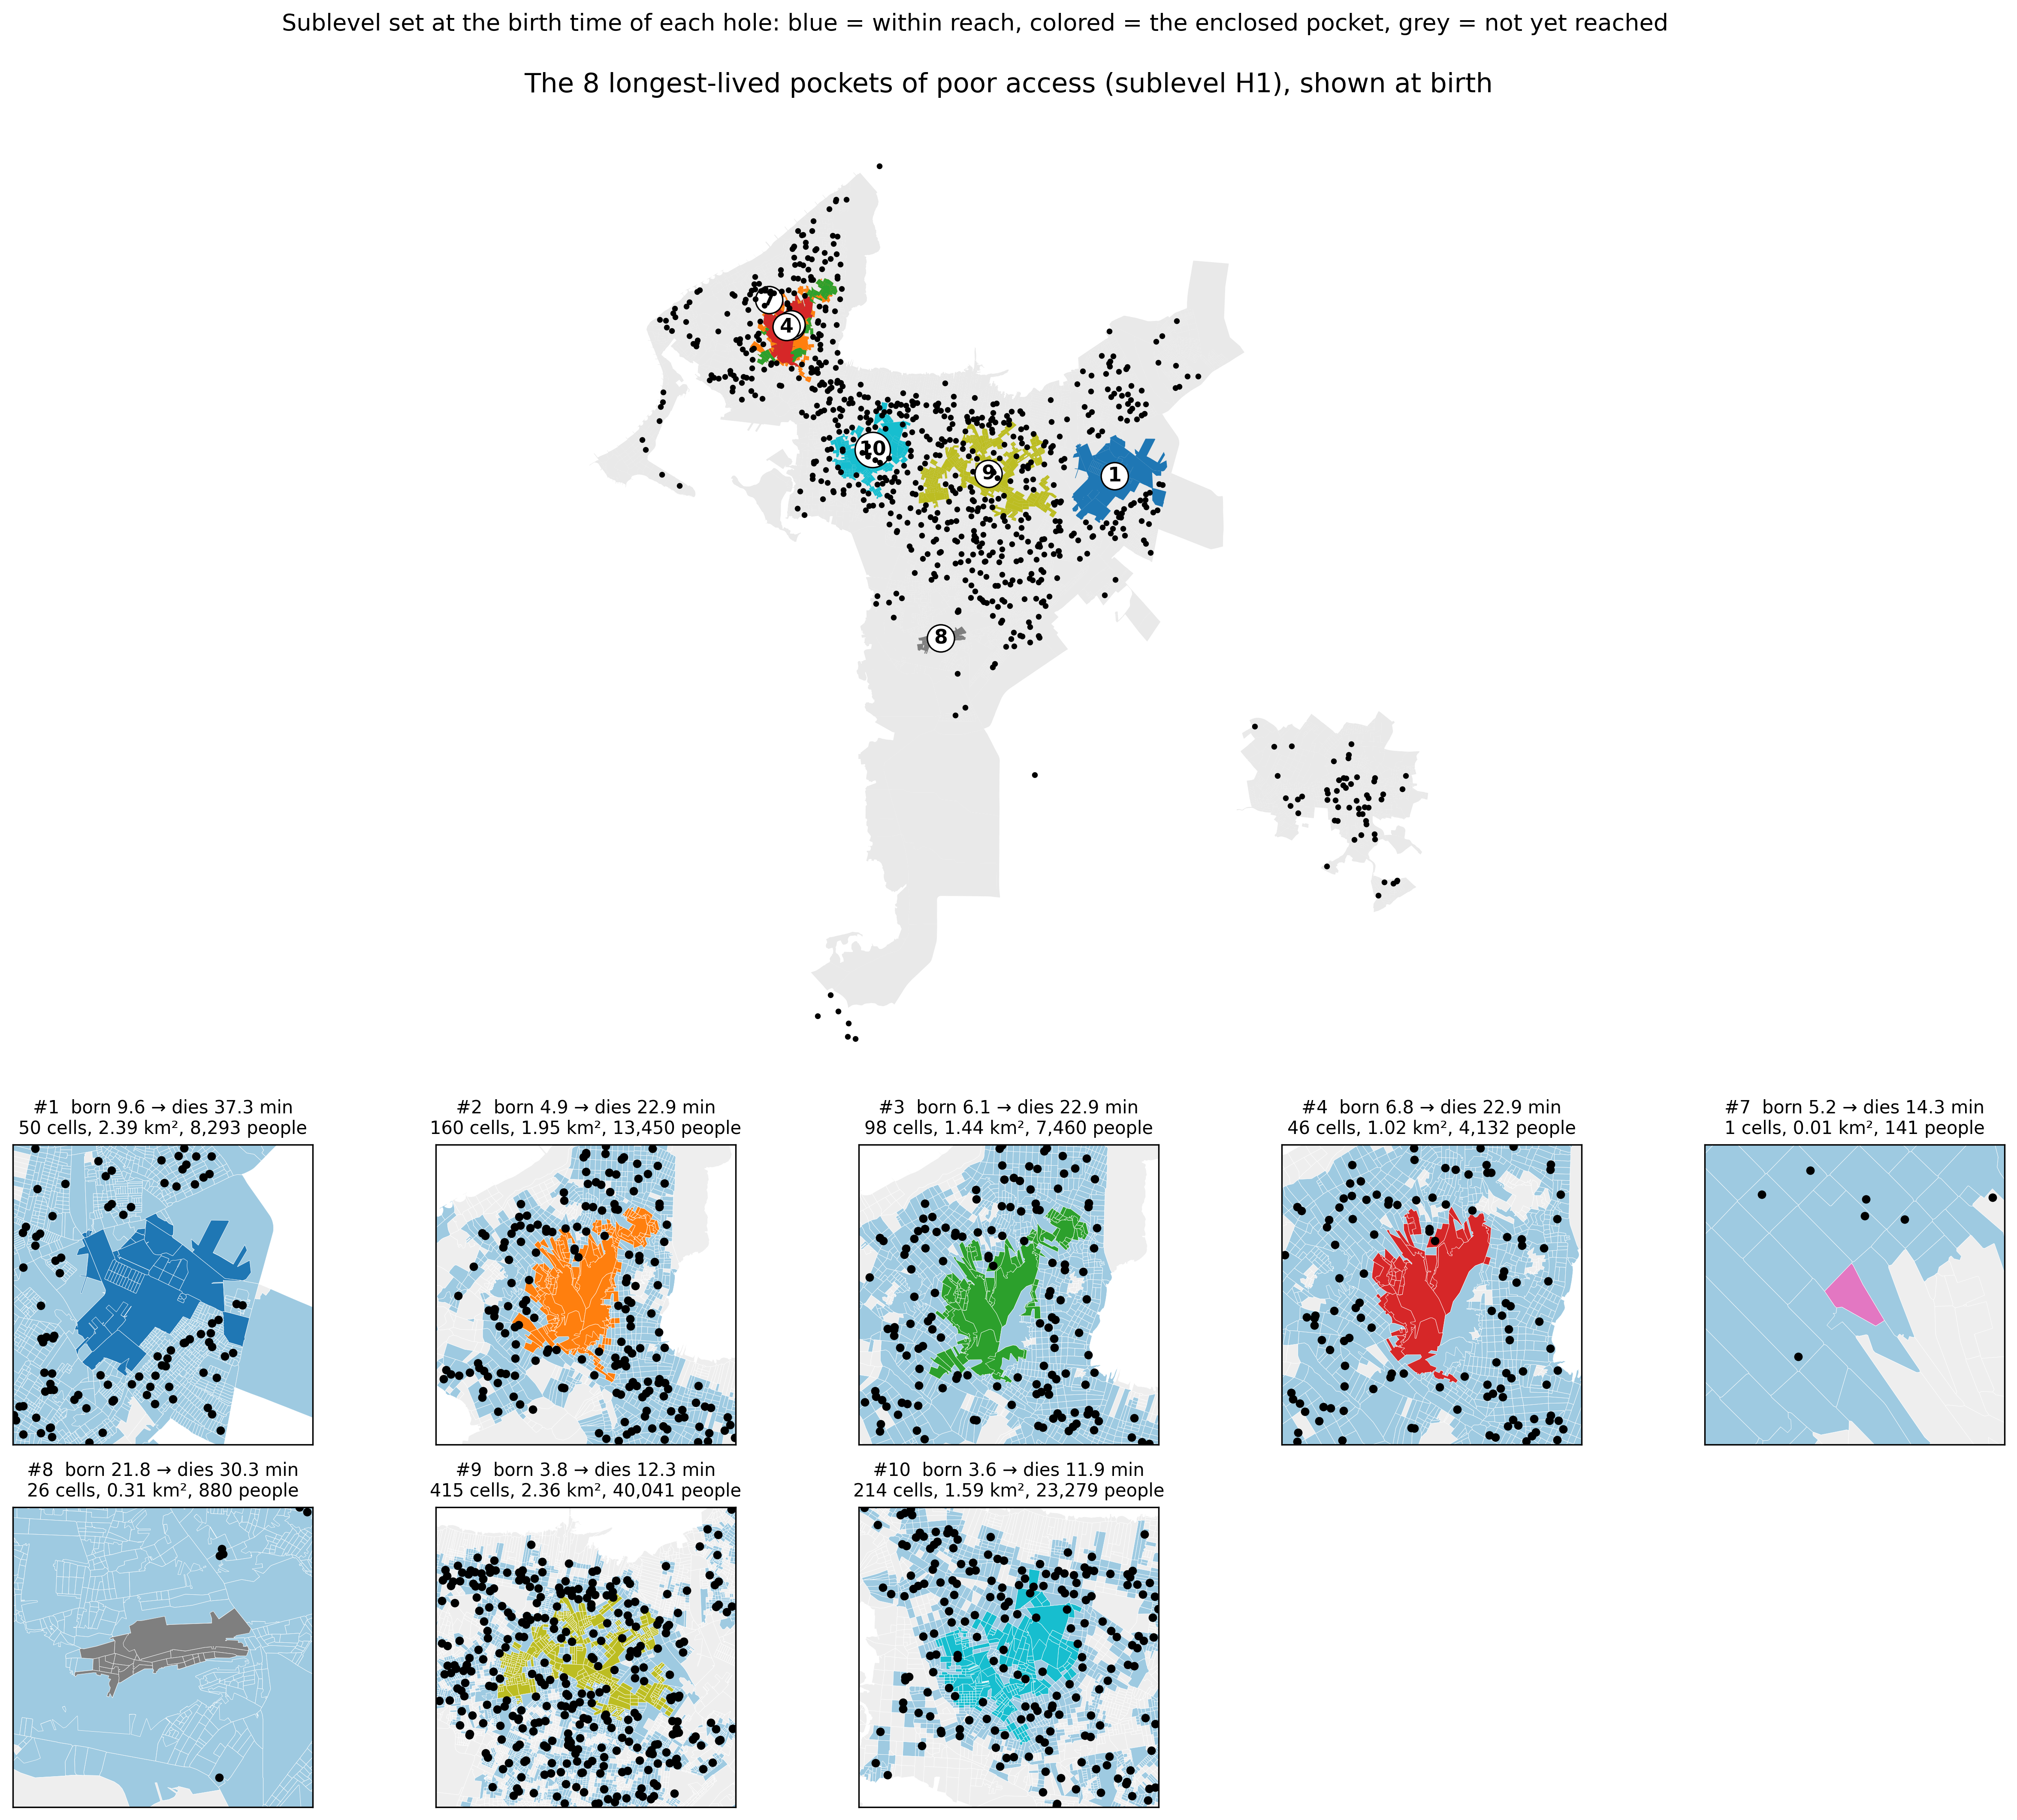 Sublevel set at the birth time of each hole: blue = within reach, colored = the enclosed pocket, grey = not yet reached
The 8 longest-lived pockets of poor access (sublevel H1), shown at birth
7
4
10
9
1
8
#1  born 9.6 → dies 37.3 min
50 cells, 2.39 km², 8,293 people
#2  born 4.9 → dies 22.9 min
160 cells, 1.95 km², 13,450 people
#3  born 6.1 → dies 22.9 min
98 cells, 1.44 km², 7,460 people
#4  born 6.8 → dies 22.9 min
46 cells, 1.02 km², 4,132 people
#7  born 5.2 → dies 14.3 min
1 cells, 0.01 km², 141 people
#8  born 21.8 → dies 30.3 min
26 cells, 0.31 km², 880 people
#9  born 3.8 → dies 12.3 min
415 cells, 2.36 km², 40,041 people
#10  born 3.6 → dies 11.9 min
214 cells, 1.59 km², 23,279 people